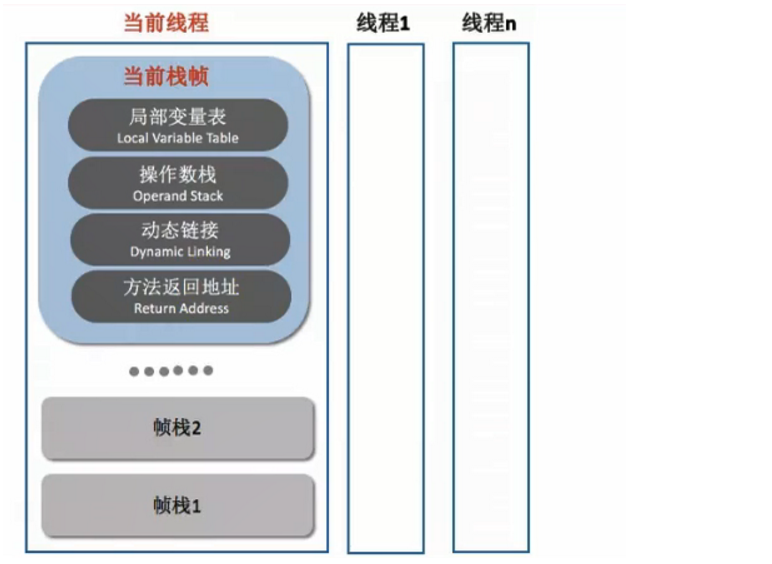 当前线程
线程1
线程n
当前栈帧
局部变量表
Local Variable Table
操作数栈
Operand Stack
动态链接
Dynamic Linking
方法返回地址
Return Address
帧栈2
帧栈1